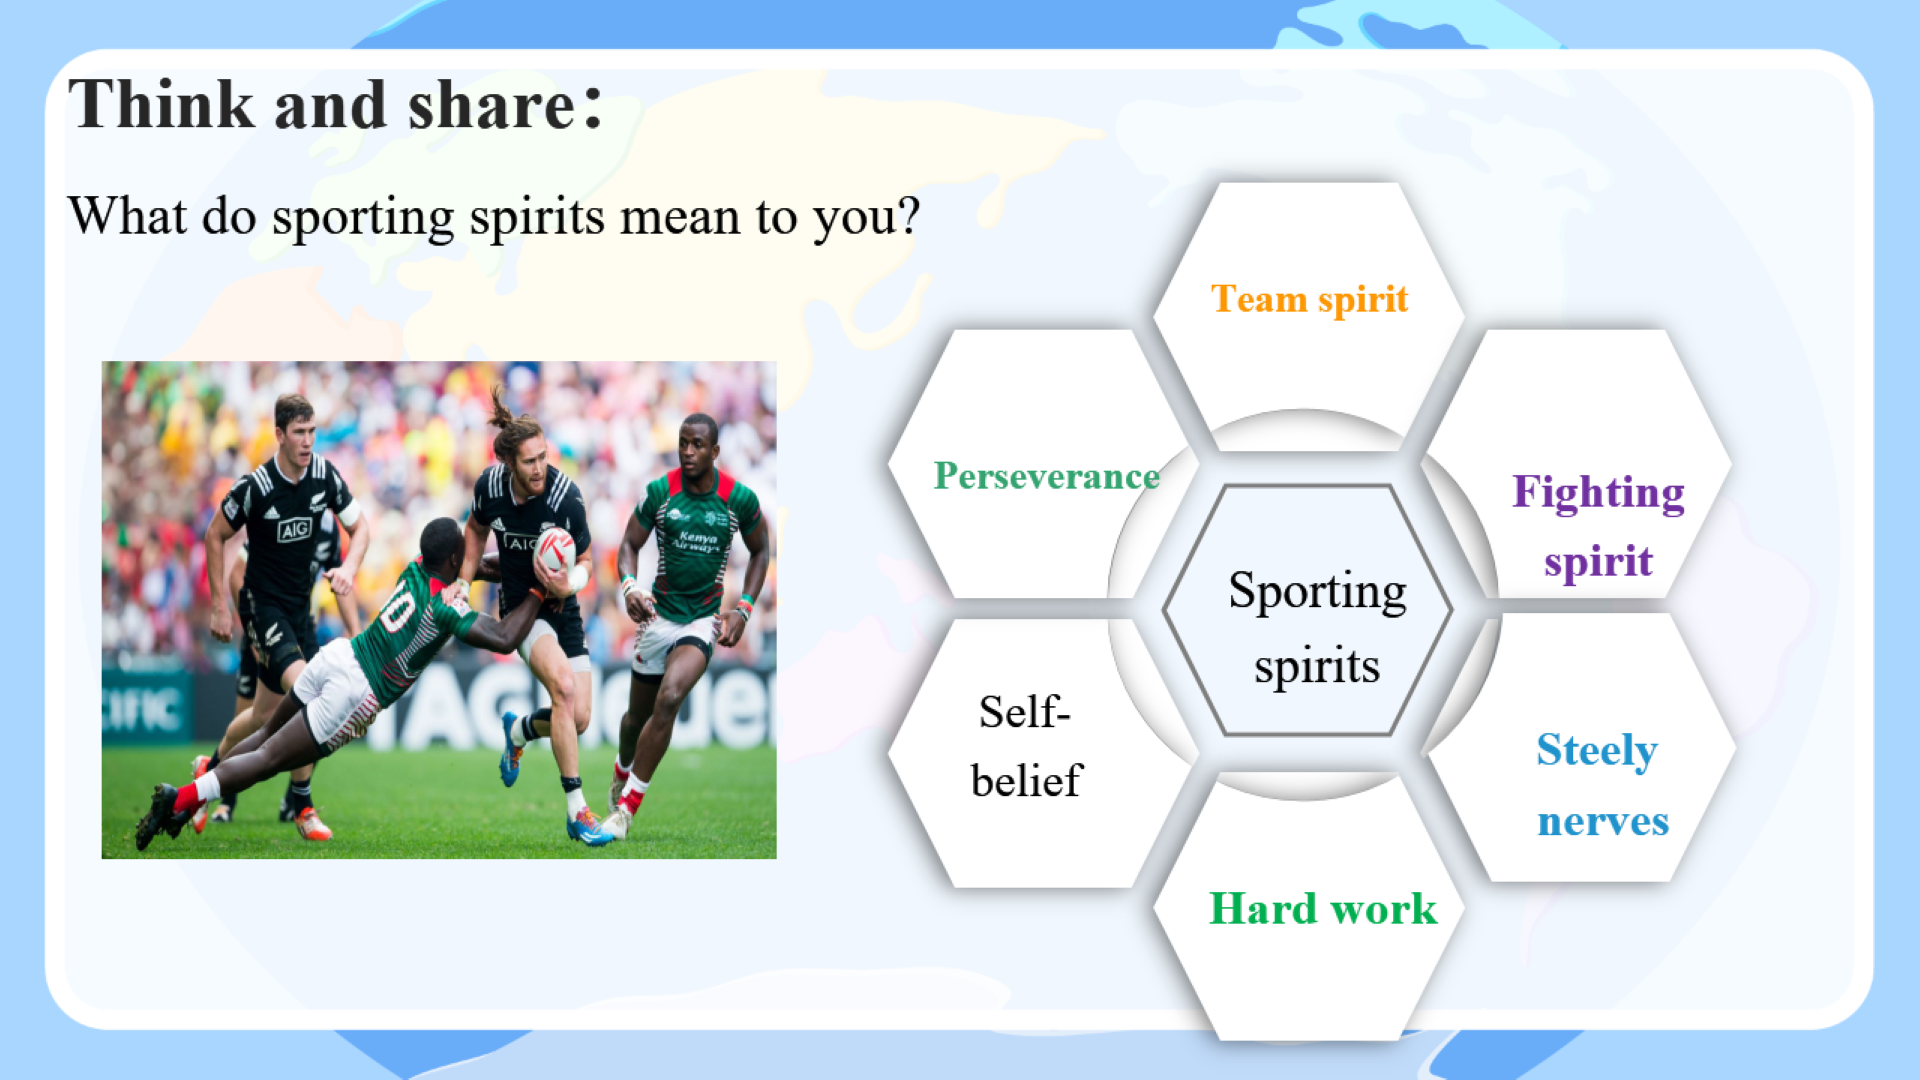 Think and share:
What do sporting spirits mean to you?
Team spirit
Perseverance
Fighting
spirit
Sporting
spirits
Self-
belief
Steely
nerves
Hard work
AIG
AIG
Kenya
Airways
10
CIFIC